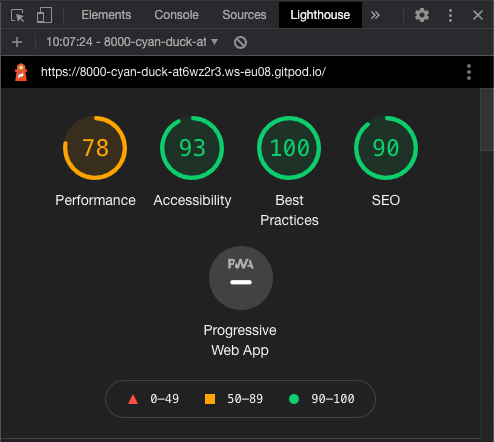 Elements Console Sources Lighthouse »
+ 10:07:24 - 8000-cyan-duck-at
https://8000-cyan-duck-at6wz2r3.ws-eu08.gitpod.io/
78 93 100 90
Performance Accessibility Best Practices SEO
PWA
Progressive
Web App
0–49 50–89 90–100